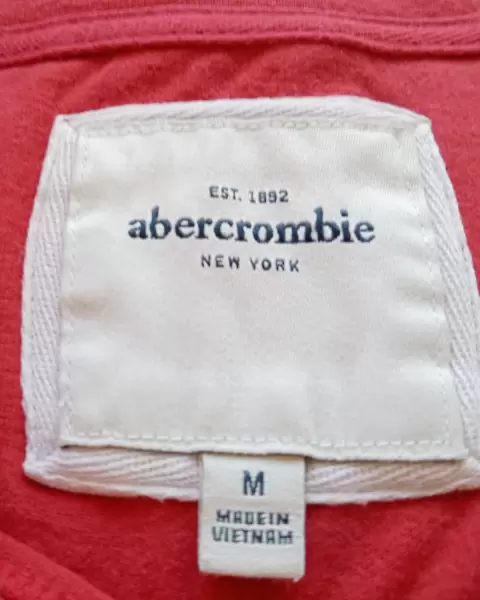 EST. 1892
abercrombie
NEW YORK
M
MADE IN
VIETNAM